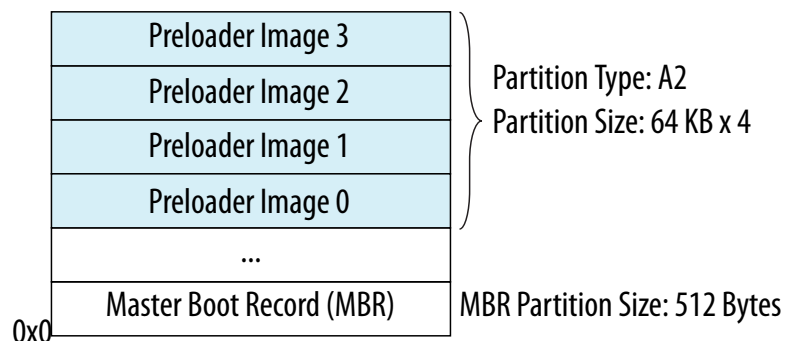 Preloader Image 3
Preloader Image 2
Preloader Image 1
Preloader Image 0
Partition Type: A2
Partition Size: 64 KB x 4
...
Master Boot Record (MBR)
MBR Partition Size: 512 Bytes
0x0